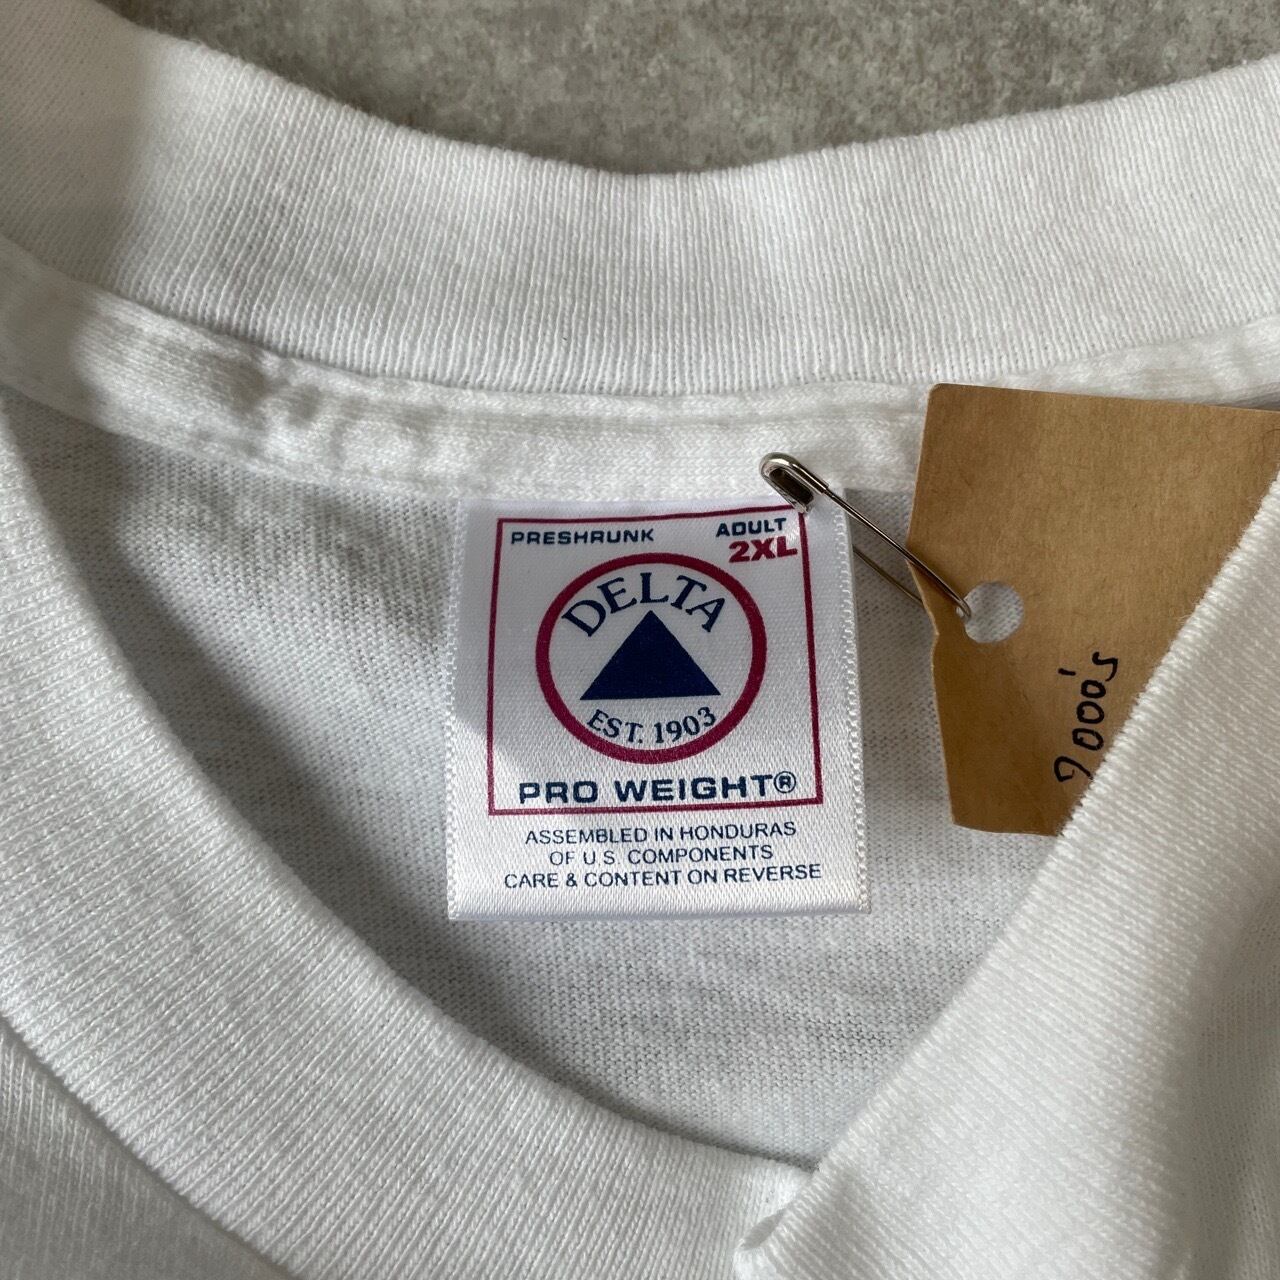 PRESHRUNK
ADULT
2XL
DELTA
EST. 1903
PRO WEIGHT®
ASSEMBLED IN HONDURAS
OF U.S. COMPONENTS
CARE & CONTENT ON REVERSE
2000's